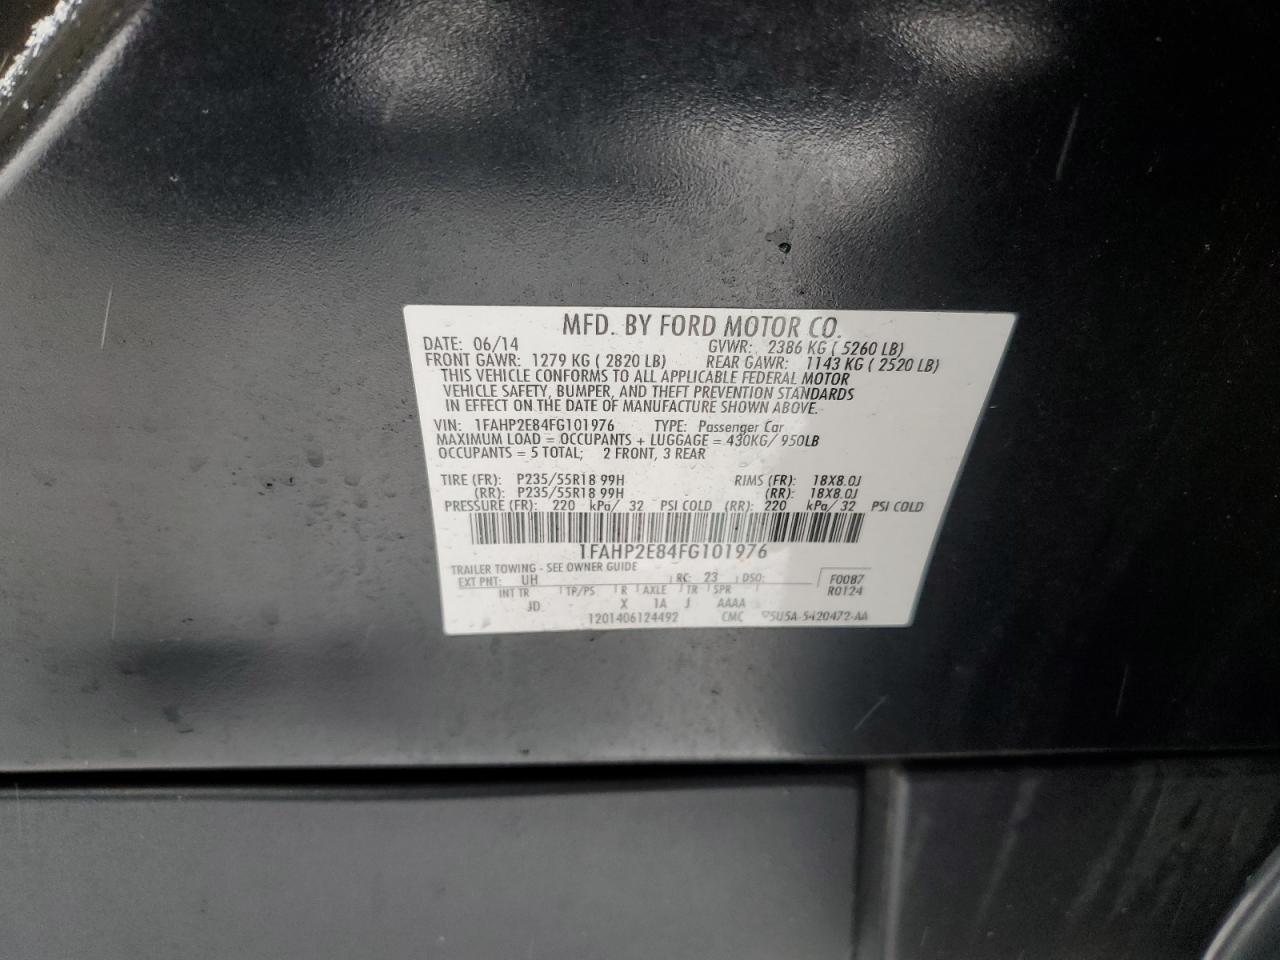 MFD. BY FORD MOTOR CO.
DATE: 06/14 GVWR: 2386 KG ( 5260 LB)
FRONT GAWR: 1279 KG ( 2820 LB) REAR GAWR: 1143 KG ( 2520 LB)
THIS VEHICLE CONFORMS TO ALL APPLICABLE FEDERAL MOTOR
VEHICLE SAFETY, BUMPER, AND THEFT PREVENTION STANDARDS
IN EFFECT ON THE DATE OF MANUFACTURE SHOWN ABOVE.
VIN: 1FAHP2E84FG101976 TYPE: Passenger Car
MAXIMUM LOAD = OCCUPANTS + LUGGAGE = 430KG/ 950LB
OCCUPANTS = 5 TOTAL; 2 FRONT, 3 REAR
TIRE (FR): P235/55R18 99H RIMS (FR): 18X8.0J
(RR): P235/55R18 99H (RR): 18X8.0J
PRESSURE (FR): 220 kPa/ 32 PSI COLD (RR): 220 kPa/ 32 PSI COLD
1FAHP2E84FG101976
TRAILER TOWING - SEE OWNER GUIDE
EXT PNT: UH RC: 23 DSO: F0087
INT TR TP/PS R AXLE TR SPR R0124
JD X 1A J AAAA
1201406124492 CMC 5U5A-5420472-AA